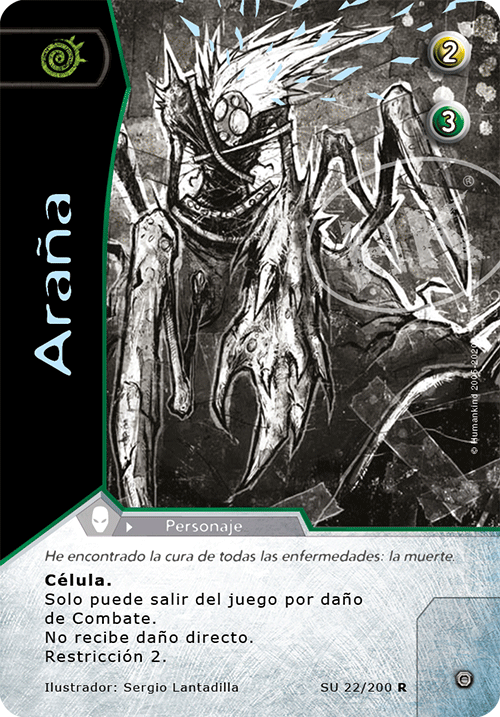 2
3
Araña
®
© Humankind 2005-2020
Personaje
He encontrado la cura de todas las enfermedades: la muerte.
Célula.
Solo puede salir del juego por daño
de Combate.
No recibe daño directo.
Restricción 2.
Ilustrador: Sergio Lantadilla
SU 22/200 R